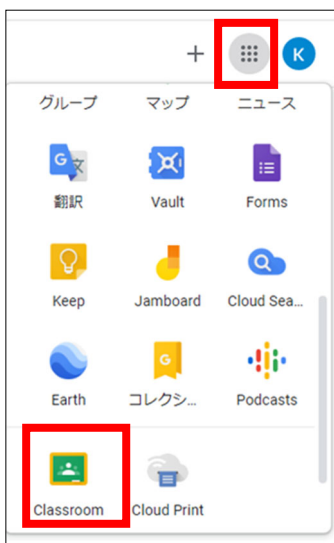 + K
グループ マップ ニュース
G 文
翻訳 Vault Forms
Keep Jamboard Cloud Sea...
G
Earth コレクシ... Podcasts
Classroom Cloud Print